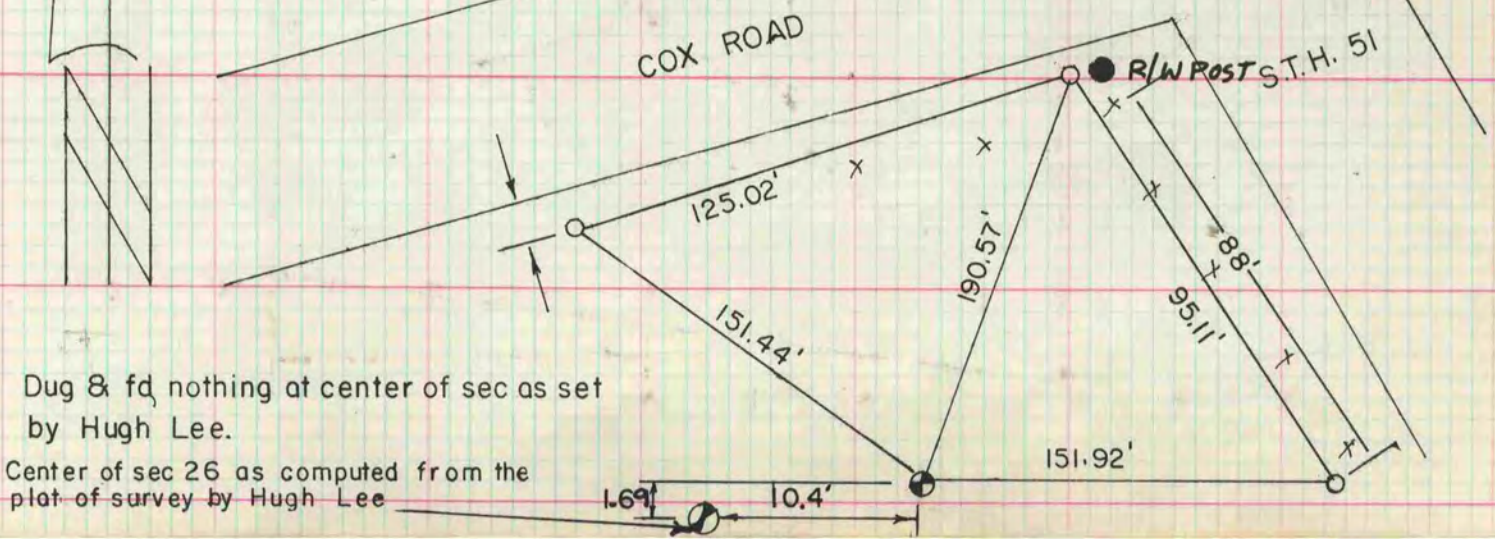 COX ROAD
R/W POST S.T.H. 51
125.02'
190.57'
88'
95.11'
151.44'
151.92'
Dug & fd nothing at center of sec as set
by Hugh Lee.
Center of sec 26 as computed from the
plat of survey by Hugh Lee
1.69'
10.4'